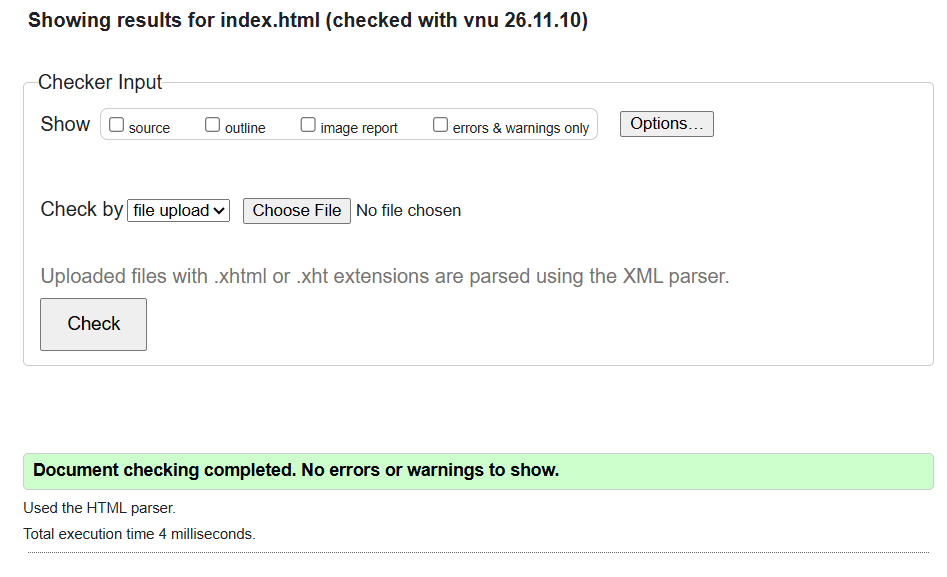 Showing results for index.html (checked with vnu 26.11.10)
Checker Input
Show source outline image report errors & warnings only Options…
Check by file upload Choose File No file chosen
Uploaded files with .xhtml or .xht extensions are parsed using the XML parser.
Check
Document checking completed. No errors or warnings to show.
Used the HTML parser.
Total execution time 4 milliseconds.